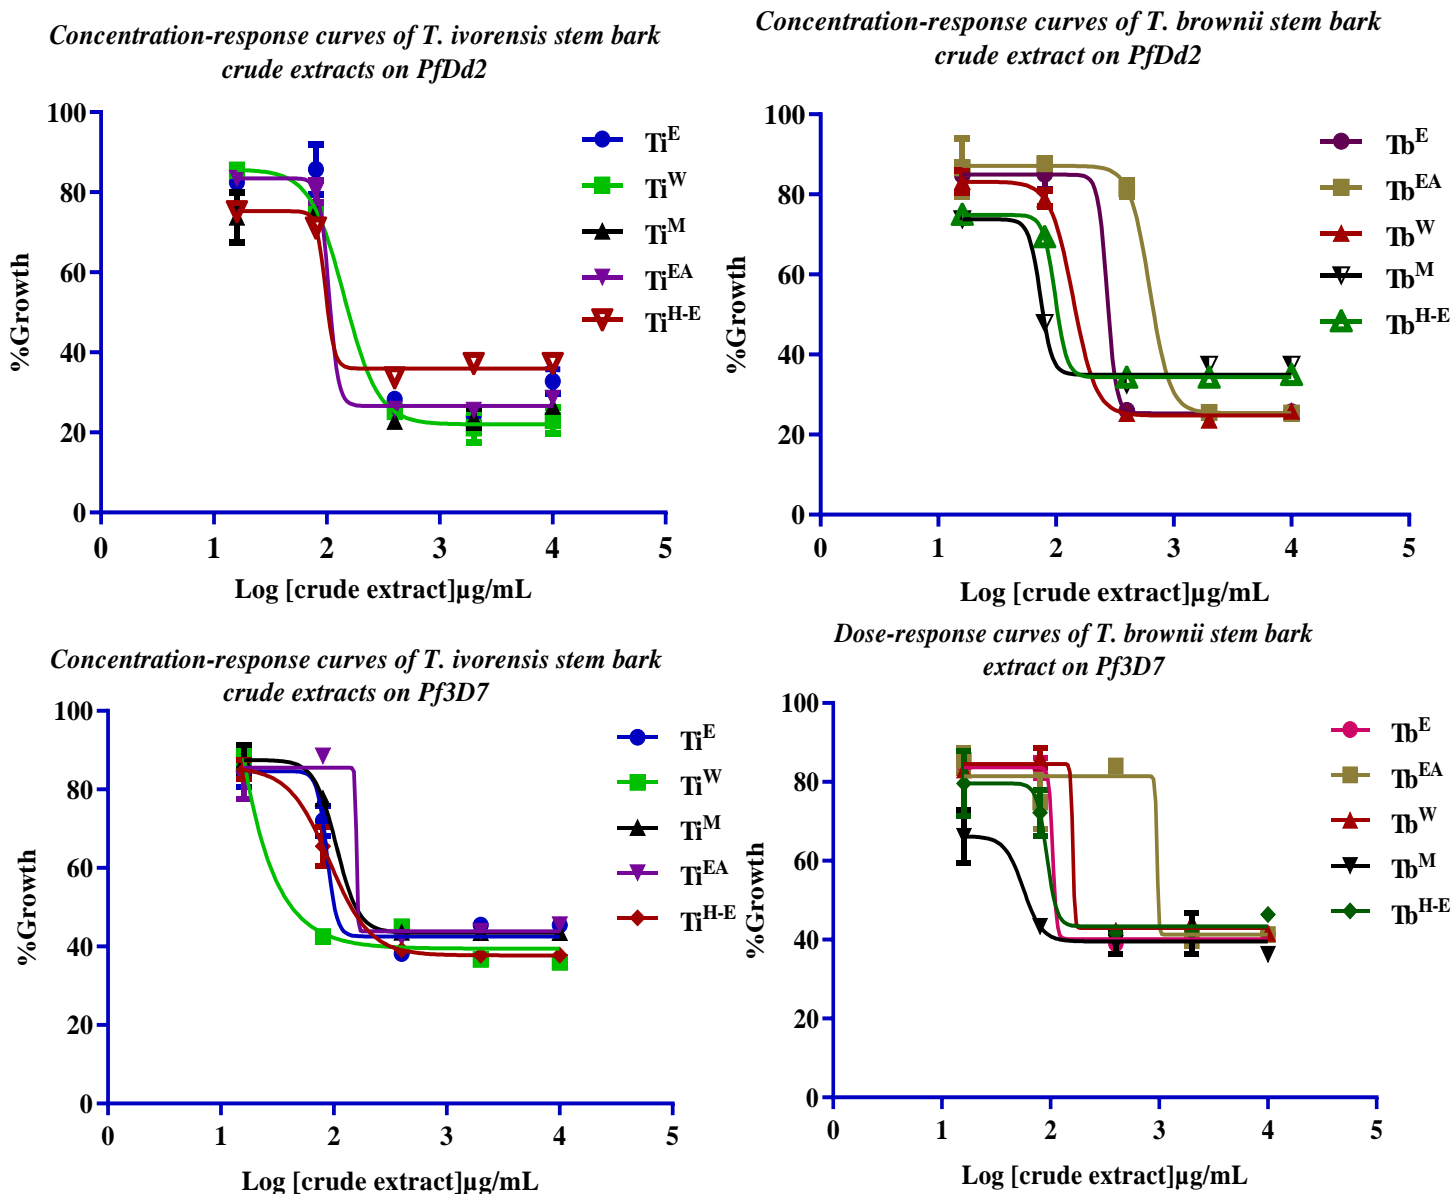 Concentration-response curves of T. ivorensis stem bark
crude extracts on PfDd2
%Growth
100
80
60
40
20
0
0 1 2 3 4 5
Log [crude extract]µg/mL
Ti^E
Ti^W
Ti^M
Ti^EA
Ti^H-E
Concentration-response curves of T. brownii stem bark
crude extract on PfDd2
%Growth
100
80
60
40
20
0
0 1 2 3 4 5
Log [crude extract]µg/mL
Tb^E
Tb^EA
Tb^W
Tb^M
Tb^H-E
Concentration-response curves of T. ivorensis stem bark
crude extracts on Pf3D7
%Growth
100
80
60
40
20
0
0 1 2 3 4 5
Log [crude extract]µg/mL
Ti^E
Ti^W
Ti^M
Ti^EA
Ti^H-E
Dose-response curves of T. brownii stem bark
extract on Pf3D7
%Growth
100
80
60
40
20
0
0 1 2 3 4 5
Log [crude extract]µg/mL
Tb^E
Tb^EA
Tb^W
Tb^M
Tb^H-E